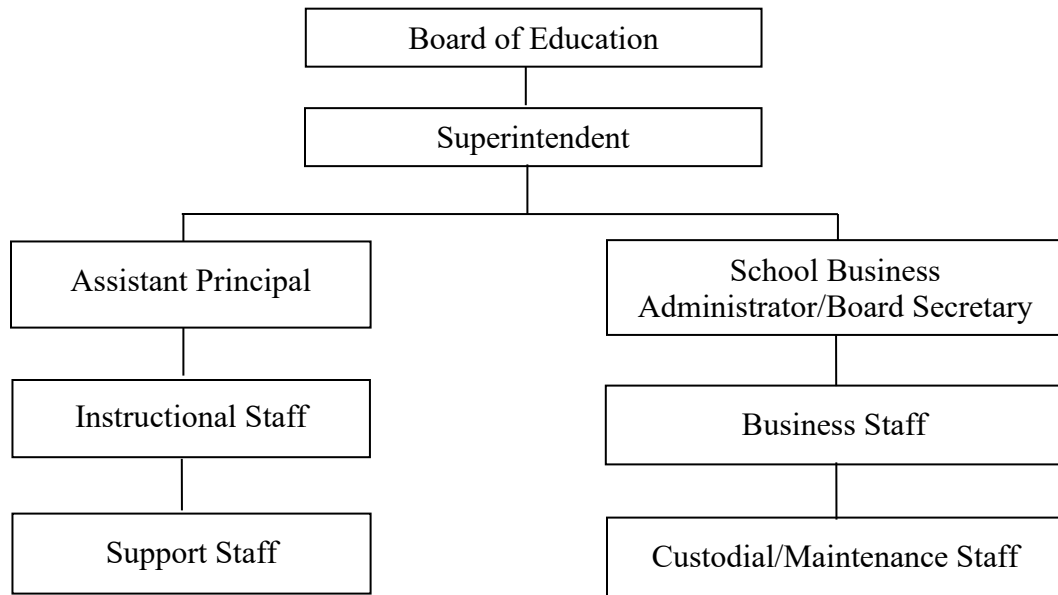 Board of Education
Superintendent
Assistant Principal
School Business
Administrator/Board Secretary
Instructional Staff
Business Staff
Support Staff
Custodial/Maintenance Staff